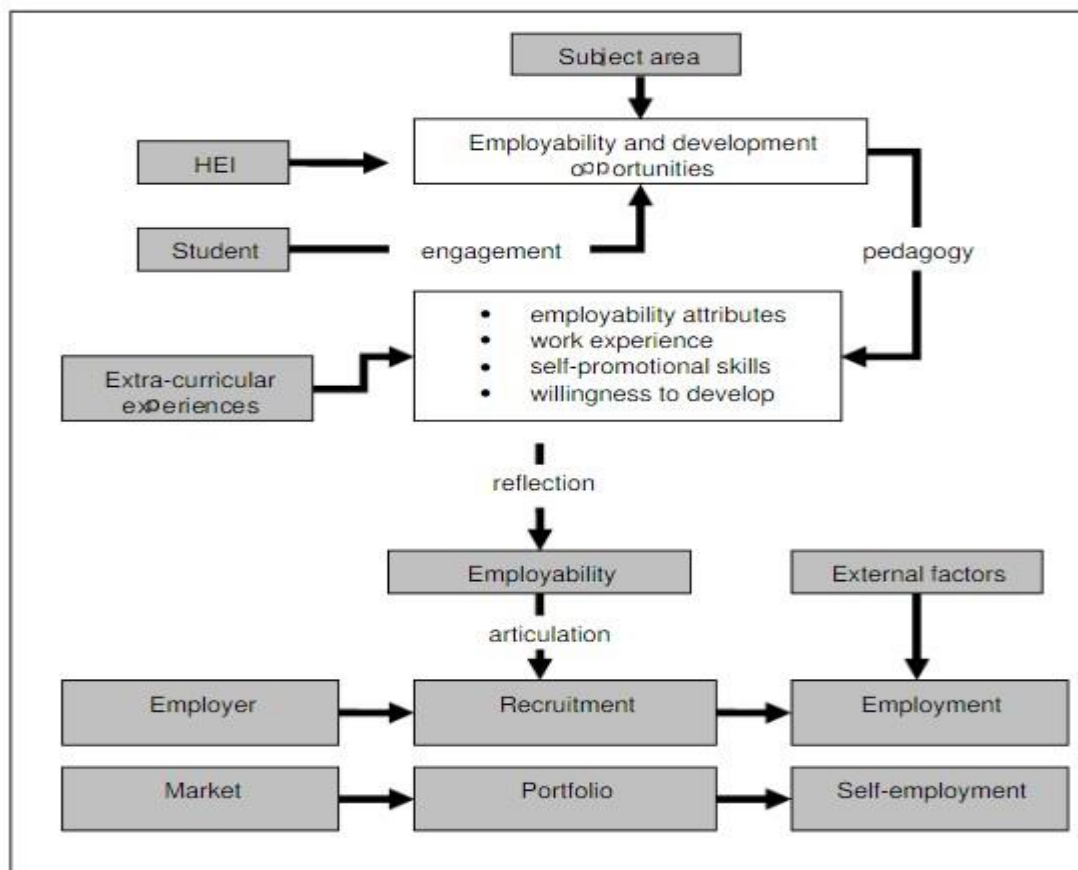 Subject area
Employability and development
opportunities
HEI
Student
engagement
pedagogy
• employability attributes
• work experience
• self-promotional skills
• willingness to develop
Extra-curricular
experiences
reflection
Employability
External factors
articulation
Employer
Recruitment
Employment
Market
Portfolio
Self-employment